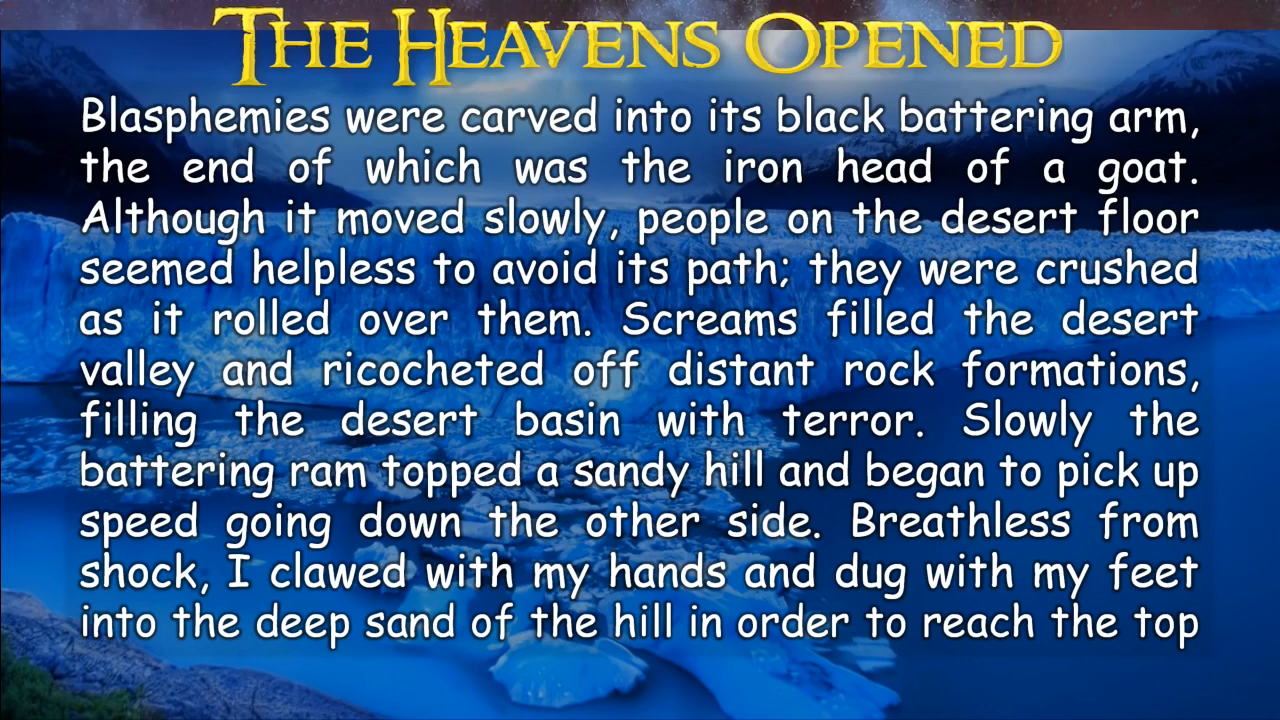 THE HEAVENS OPENED
Blasphemies were carved into its black battering arm,
the end of which was the iron head of a goat.
Although it moved slowly, people on the desert floor
seemed helpless to avoid its path; they were crushed
as it rolled over them. Screams filled the desert
valley and ricocheted off distant rock formations,
filling the desert basin with terror. Slowly the
battering ram topped a sandy hill and began to pick up
speed going down the other side. Breathless from
shock, I clawed with my hands and dug with my feet
into the deep sand of the hill in order to reach the top